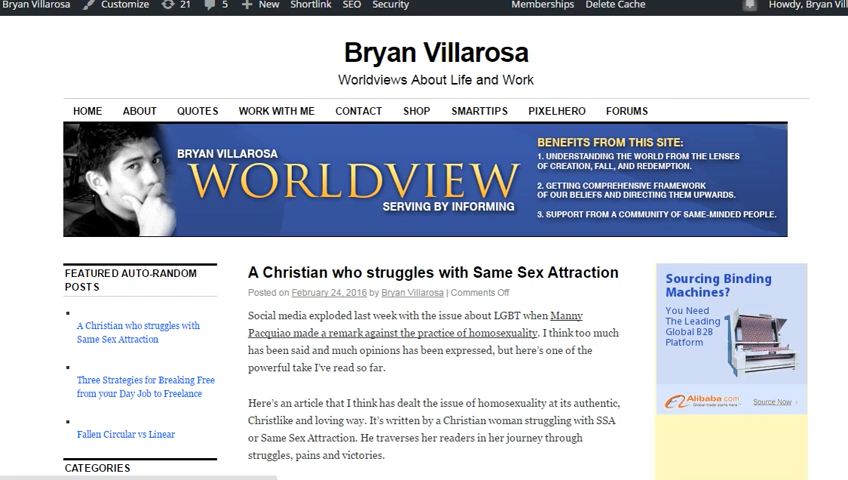 Bryan Villarosa Customize 21 5 New Shortlink SEO Security Memberships Delete Cache Howdy, Bryan Vill
Bryan Villarosa
Worldviews About Life and Work
HOME ABOUT QUOTES WORK WITH ME CONTACT SHOP SMARTTIPS PIXELHERO FORUMS
BRYAN VILLAROSA
WORLDVIEW
SERVING BY INFORMING
BENEFITS FROM THIS SITE:
1. UNDERSTANDING THE WORLD FROM THE LENSES
OF CREATION, FALL, AND REDEMPTION.
2. GETTING COMPREHENSIVE FRAMEWORK
OF OUR BELIEFS AND DIRECTING THEM UPWARDS.
3. SUPPORT FROM A COMMUNITY OF SAME-MINDED PEOPLE.
FEATURED AUTO-RANDOM
POSTS
A Christian who struggles with
Same Sex Attraction
Three Strategies for Breaking Free
from your Day Job to Freelance
Fallen Circular vs Linear
CATEGORIES
A Christian who struggles with Same Sex Attraction
Posted on February 24, 2016 by Bryan Villarosa | Comments Off
Social media exploded last week with the issue about LGBT when Manny
Pacquiao made a remark against the practice of homosexuality. I think too much
has been said and much opinions has been expressed, but here's one of the
powerful take I've read so far.
Here's an article that I think has dealt the issue of homosexuality at its authentic,
Christlike and loving way. It's written by a Christian woman struggling with SSA
or Same Sex Attraction. He traverses her readers in her journey through
struggles, pains and victories.
Sourcing Binding
Machines?
You Need
The Leading
Global B2B
Platform
Alibaba.com
Global trade starts here.™
Source Now